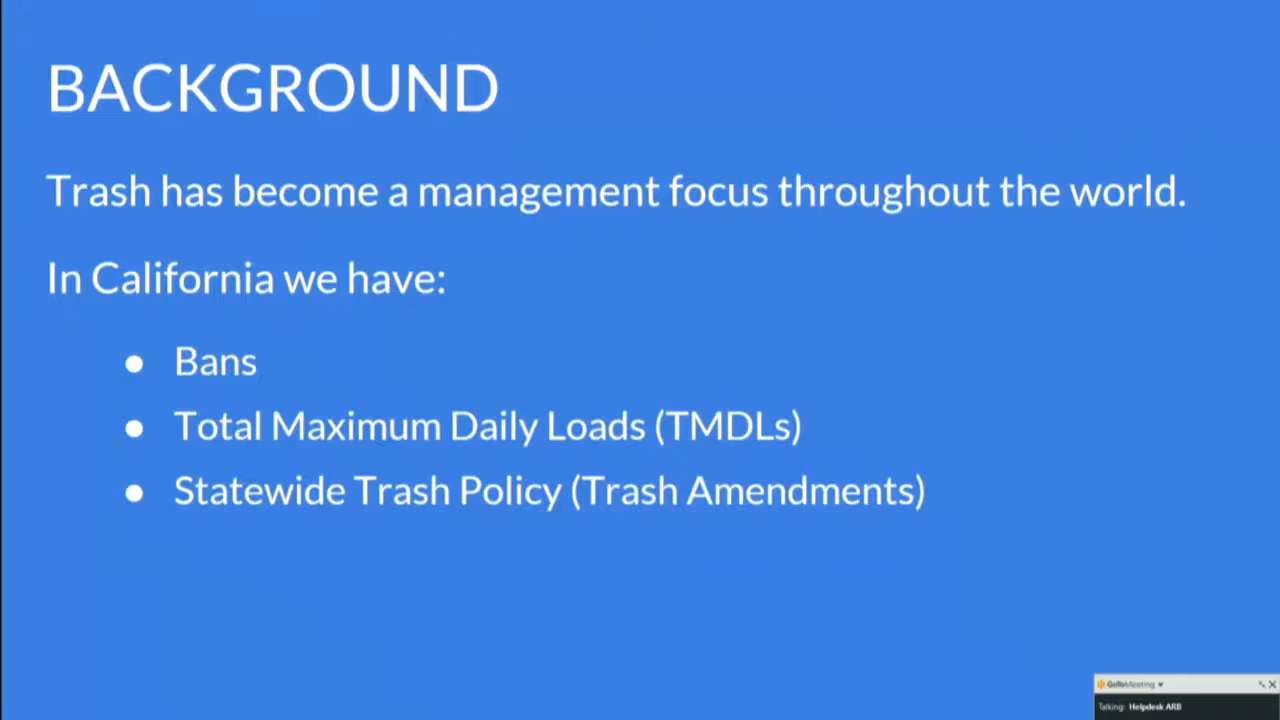 BACKGROUND
Trash has become a management focus throughout the world.
In California we have:
● Bans
● Total Maximum Daily Loads (TMDLs)
● Statewide Trash Policy (Trash Amendments)
GoToMeeting
Talking: Helpdesk ARB